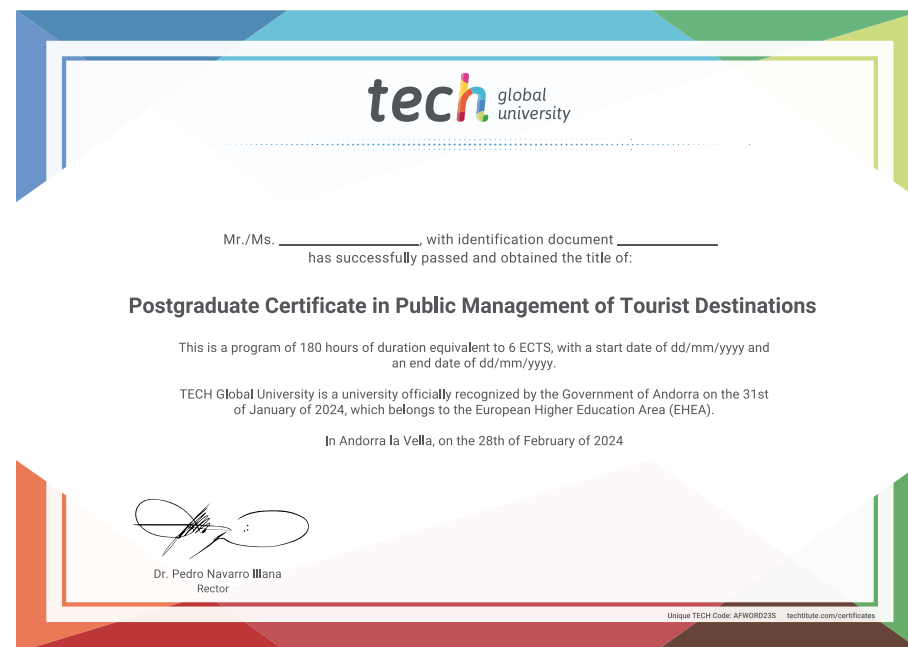 tech global
university
Mr./Ms. ____________, with identification document ____________
has successfully passed and obtained the title of:
Postgraduate Certificate in Public Management of Tourist Destinations
This is a program of 180 hours of duration equivalent to 6 ECTS, with a start date of dd/mm/yyyy and
an end date of dd/mm/yyyy.
TECH Global University is a university officially recognized by the Government of Andorra on the 31st
of January of 2024, which belongs to the European Higher Education Area (EHEA).
In Andorra la Vella, on the 28th of February of 2024
Dr. Pedro Navarro Illana
Rector
Unique TECH Code: AFWORD23S techtitute.com/certificates